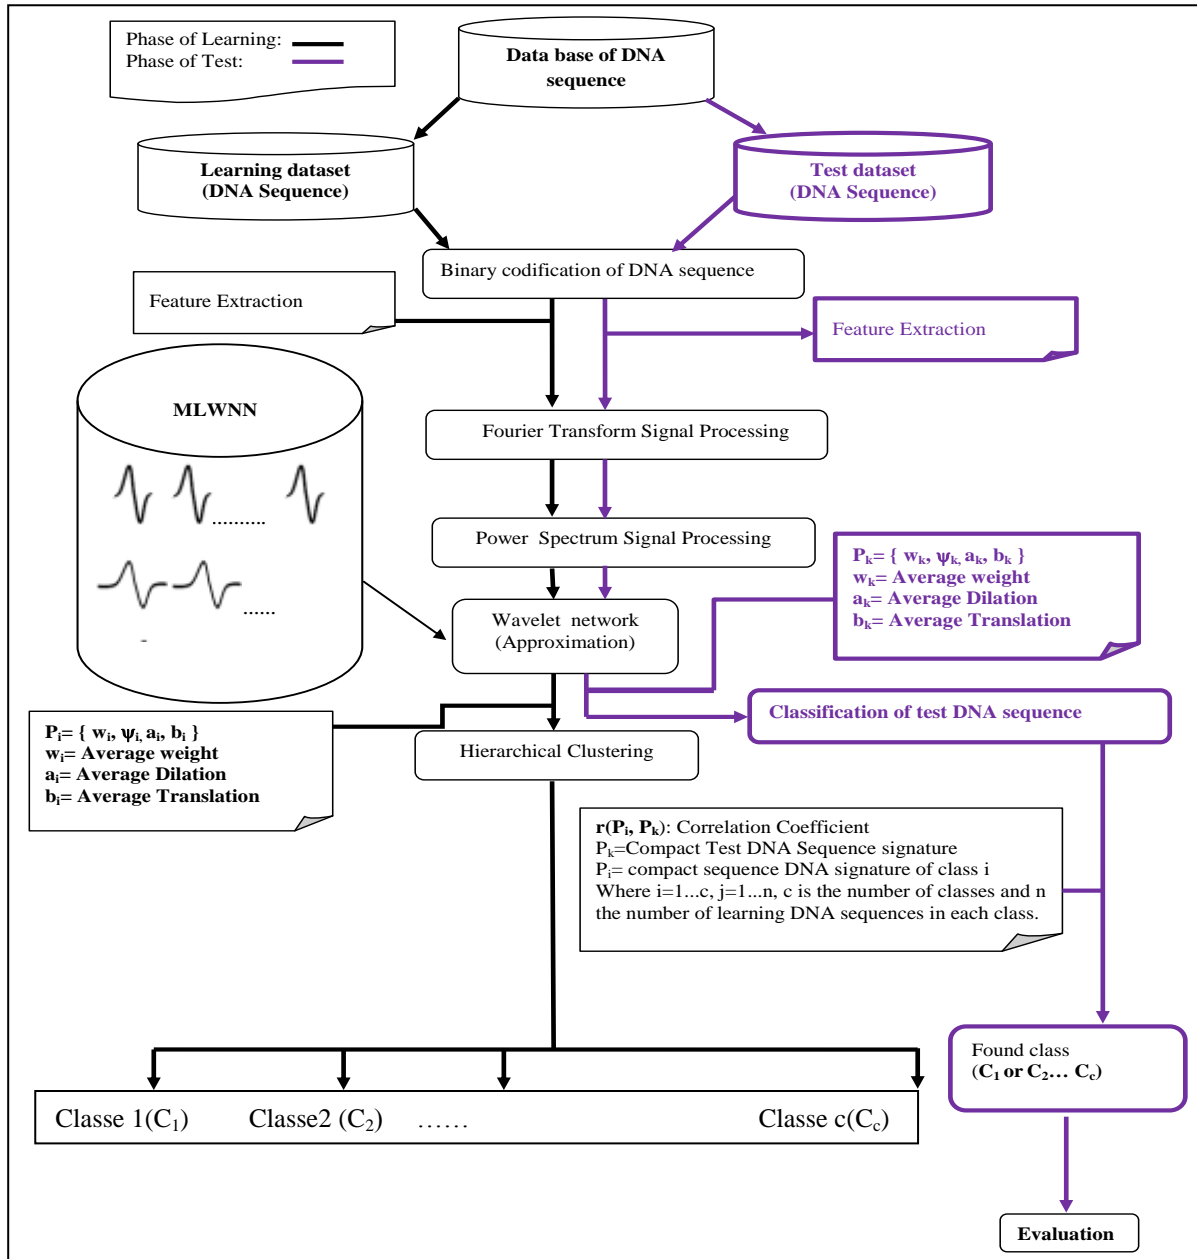 Phase of Learning:
Phase of Test:
Data base of DNA
sequence
Learning dataset
(DNA Sequence)
Test dataset
(DNA Sequence)
Binary codification of DNA sequence
Feature Extraction
Feature Extraction
MLWNN
Fourier Transform Signal Processing
..........
Power  Spectrum Signal Processing
......
Wavelet  network
(Approximation)
Pₖ= { wₖ, ψₖ, aₖ, bₖ }
wₖ= Average weight
aₖ= Average Dilation
bₖ= Average Translation
Classification of test DNA sequence
Pᵢ= { wᵢ, ψᵢ, aᵢ, bᵢ }
wᵢ= Average weight
aᵢ= Average Dilation
bᵢ= Average Translation
Hierarchical Clustering
r(Pᵢ, Pₖ): Correlation Coefficient
Pₖ=Compact Test DNA Sequence signature
Pᵢ= compact sequence DNA signature of class i
Where i=1...c, j=1...n, c is the number of classes and n
the number of learning DNA sequences in each class.
Found class
(C₁ or C₂… C_c)
Classe 1(C₁) Classe2 (C₂) …… Classe c(C_c)
Evaluation